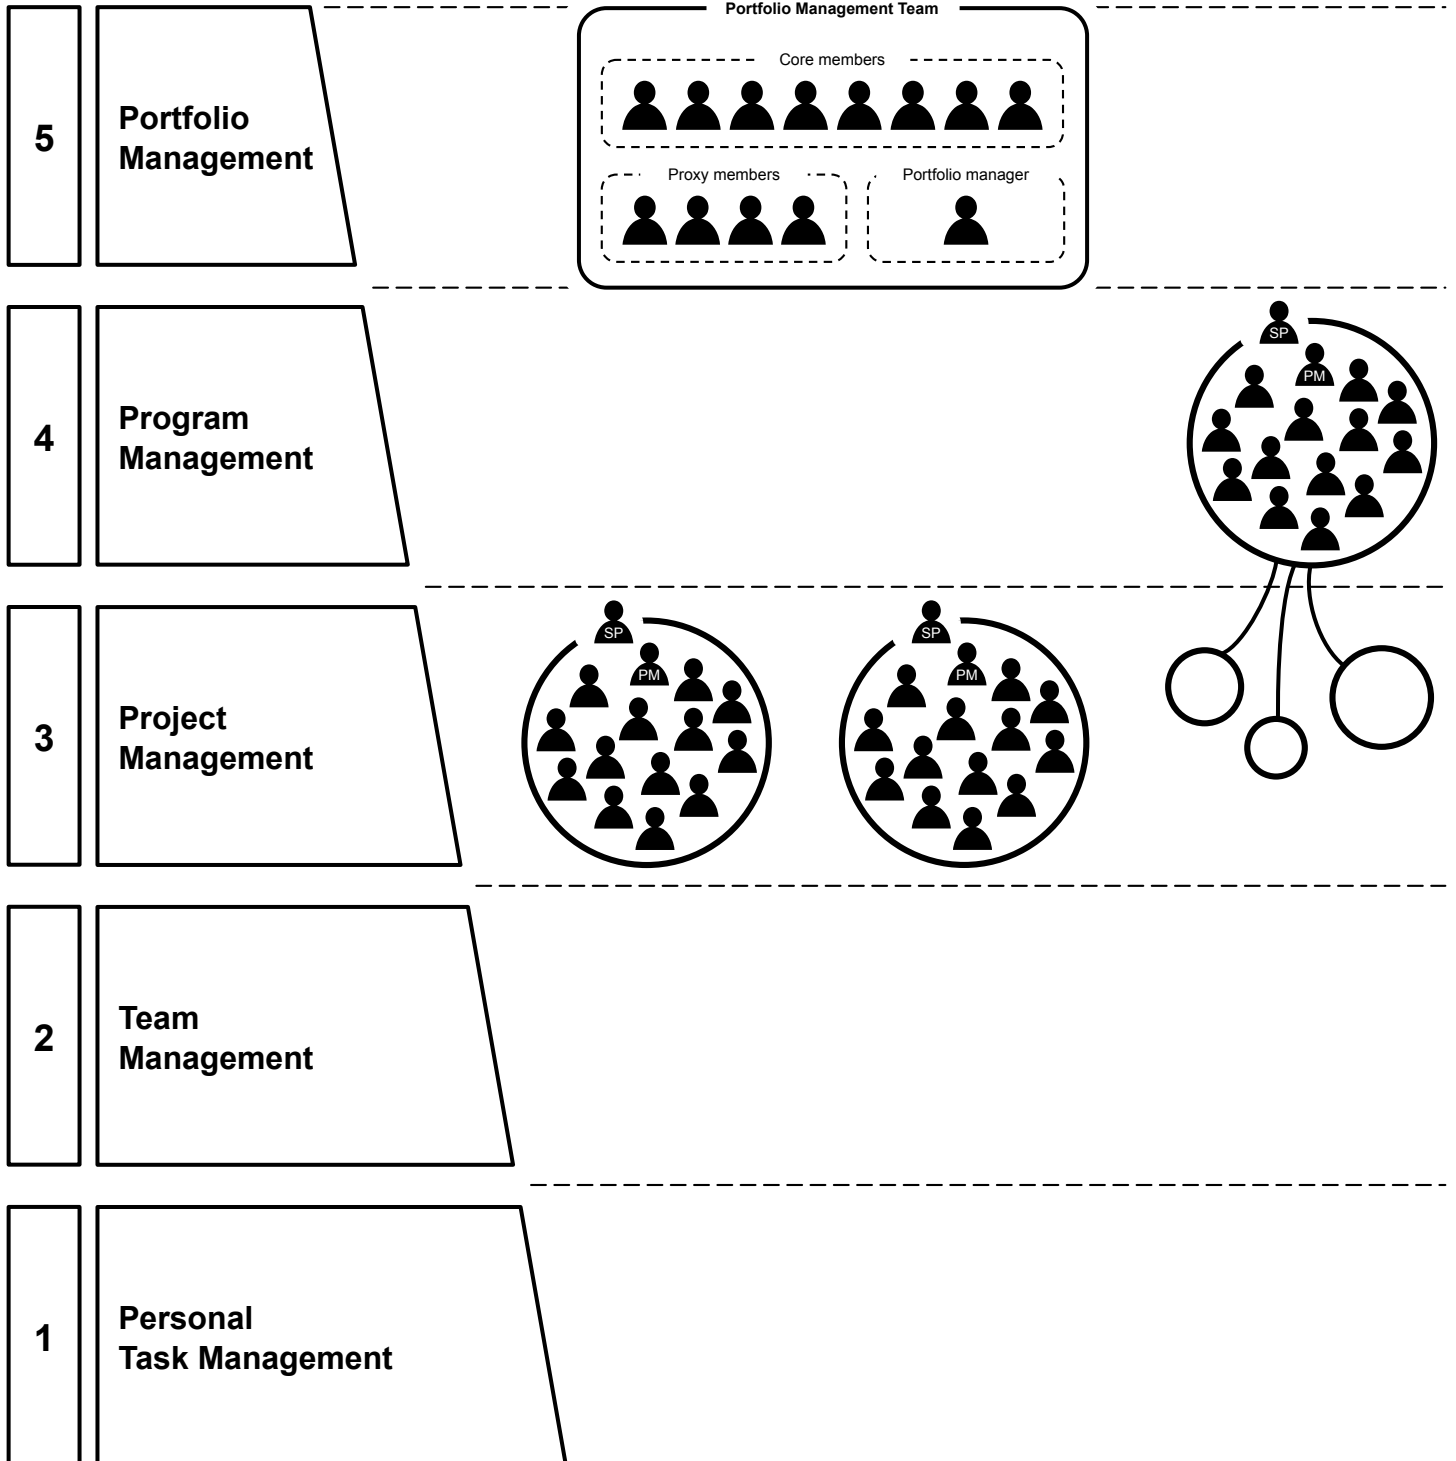 Portfolio Management Team
Core members
5
Portfolio
Management
Proxy members
Portfolio manager
SP
PM
4
Program
Management
SP
SP
PM
PM
3
Project
Management
2
Team
Management
1
Personal
Task Management